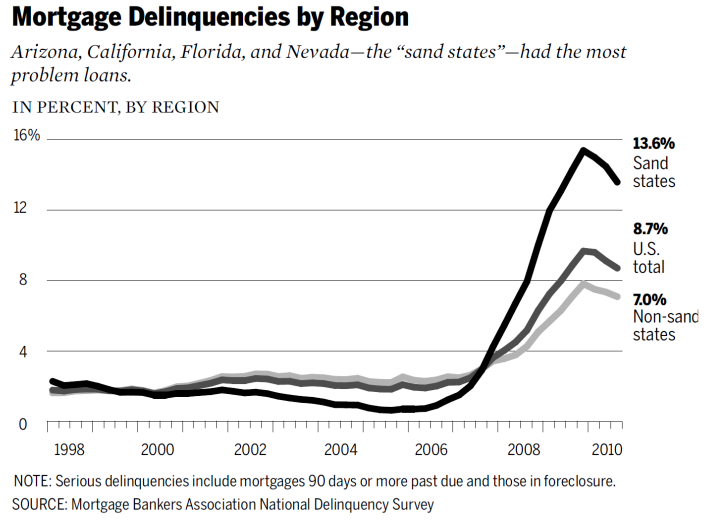 Mortgage Delinquencies by Region
Arizona, California, Florida, and Nevada—the “sand states”—had the most
problem loans.
IN PERCENT, BY REGION
16%
12
8
4
0
13.6%
Sand
states
8.7%
U.S.
total
7.0%
Non-sand
states
1998 2000 2002 2004 2006 2008 2010
NOTE: Serious delinquencies include mortgages 90 days or more past due and those in foreclosure.
SOURCE: Mortgage Bankers Association National Delinquency Survey